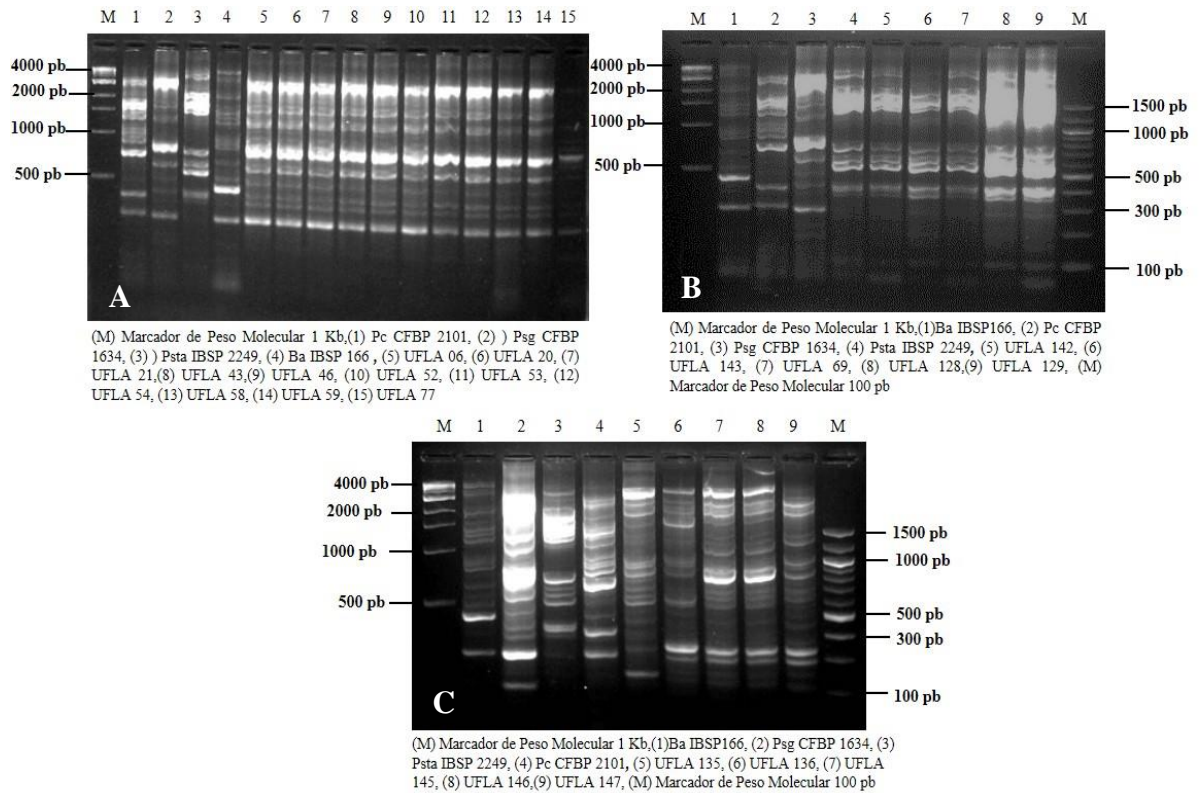 M 1 2 3 4 5 6 7 8 9 10 11 12 13 14 15
4000 pb
2000 pb
1000 pb
500 pb
A
(M) Marcador de Peso Molecular 1 Kb,(1) Pc CFBP 2101, (2) ) Psg CFBP
1634, (3) ) Psta IBSP 2249, (4) Ba IBSP 166 , (5) UFLA 06, (6) UFLA 20, (7)
UFLA 21,(8) UFLA 43,(9) UFLA 46, (10) UFLA 52, (11) UFLA 53, (12)
UFLA 54, (13) UFLA 58, (14) UFLA 59, (15) UFLA 77
M 1 2 3 4 5 6 7 8 9 M
4000 pb
2000 pb
1000 pb
500 pb
1500 pb
1000 pb
500 pb
300 pb
100 pb
B
(M) Marcador de Peso Molecular 1 Kb,(1)Ba IBSP166, (2) Pc CFBP
2101, (3) Psg CFBP 1634, (4) Psta IBSP 2249, (5) UFLA 142, (6)
UFLA 143, (7) UFLA 69, (8) UFLA 128,(9) UFLA 129, (M)
Marcador de Peso Molecular 100 pb
M 1 2 3 4 5 6 7 8 9 M
4000 pb
2000 pb
1000 pb
500 pb
1500 pb
1000 pb
500 pb
300 pb
100 pb
C
(M) Marcador de Peso Molecular 1 Kb,(1)Ba IBSP166, (2) Psg CFBP 1634, (3)
Psta IBSP 2249, (4) Pc CFBP 2101, (5) UFLA 135, (6) UFLA 136, (7) UFLA
145, (8) UFLA 146,(9) UFLA 147, (M) Marcador de Peso Molecular 100 pb